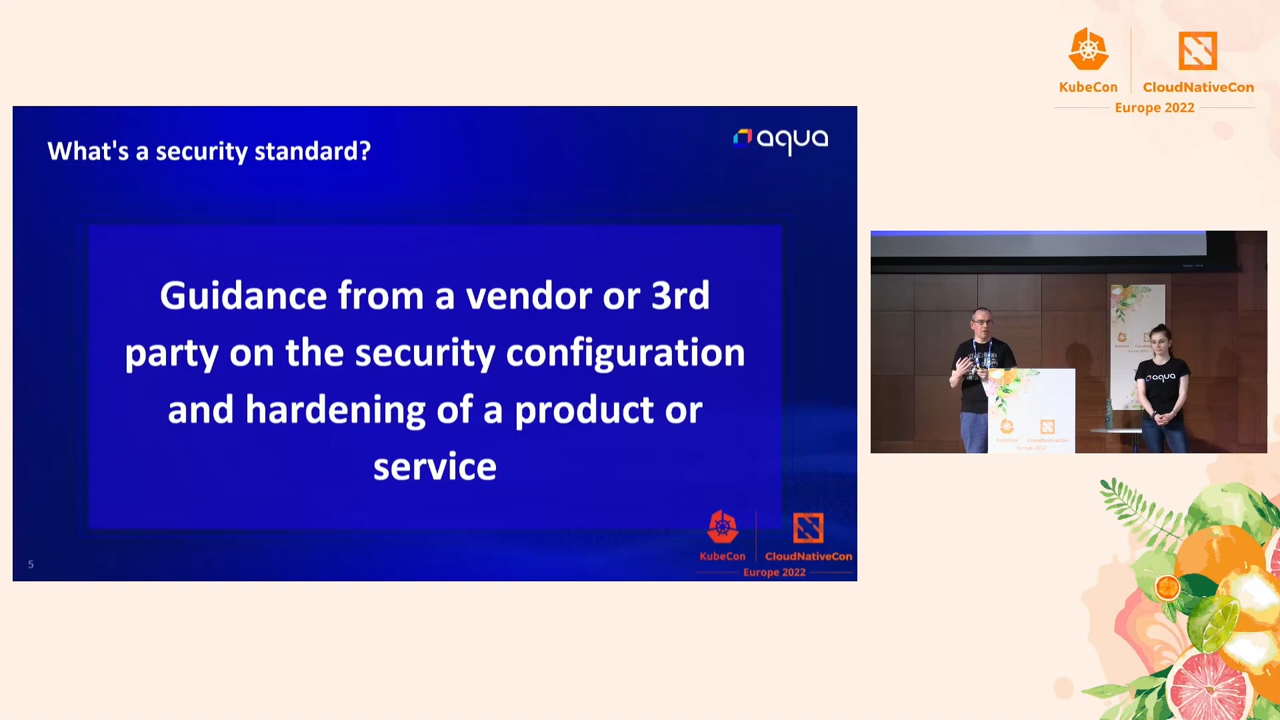 KubeCon
CloudNativeCon
Europe 2022
What's a security standard?
aqua
Guidance from a vendor or 3rd
party on the security configuration
and hardening of a product or
service
KubeCon
CloudNativeCon
Europe 2022
5
aqua